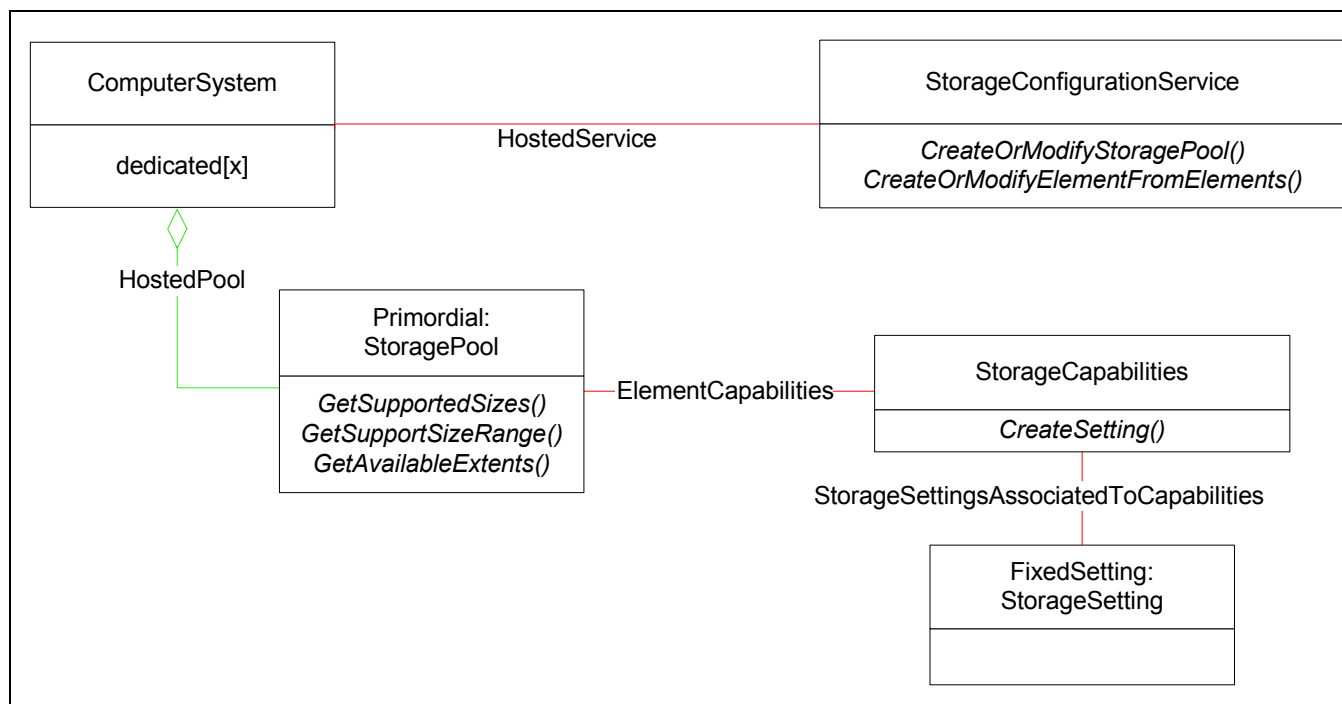 ComputerSystem
dedicated[x]
HostedService
StorageConfigurationService
CreateOrModifyStoragePool()
CreateOrModifyElementFromElements()
HostedPool
Primordial:
StoragePool
GetSupportedSizes()
GetSupportSizeRange()
GetAvailableExtents()
ElementCapabilities
StorageCapabilities
CreateSetting()
StorageSettingsAssociatedToCapabilities
FixedSetting:
StorageSetting